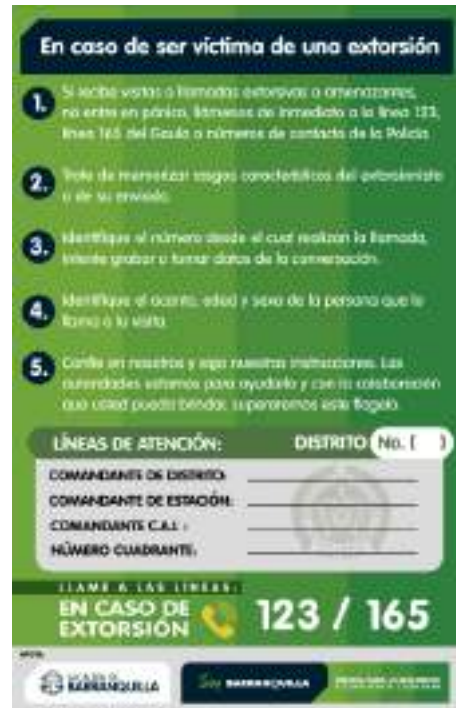 En caso de ser víctima de una extorsión
1. Si recibe visitas o llamadas extorsivas o amenazantes,
no entre en pánico, llámenos de inmediato a la línea 123,
línea 165 del Gaula o números de contacto de la Policía
2. Trate de memorizar rasgos característicos del extorsionista
o de su enviado.
3. Identifique el número desde el cual realizan la llamada,
intente grabar o tomar datos de la conversación.
4. Identifique el acento, edad y sexo de la persona que lo
llama o lo visita.
5. Confíe en nosotros y siga nuestras instrucciones. Las
autoridades estamos para ayudarlo y con la colaboración
que usted pueda brindar, superaremos este flagelo.
LÍNEAS DE ATENCIÓN: DISTRITO No. [ ]
COMANDANTE DE DISTRITO:
COMANDANTE DE ESTACIÓN:
COMANDANTE C.A.I. :
NÚMERO CUADRANTE:
LLAME A LAS LÍNEAS:
EN CASO DE
EXTORSIÓN
123 / 165
ALCALDÍA DE
BARRANQUILLA
Soy BARRANQUILLA